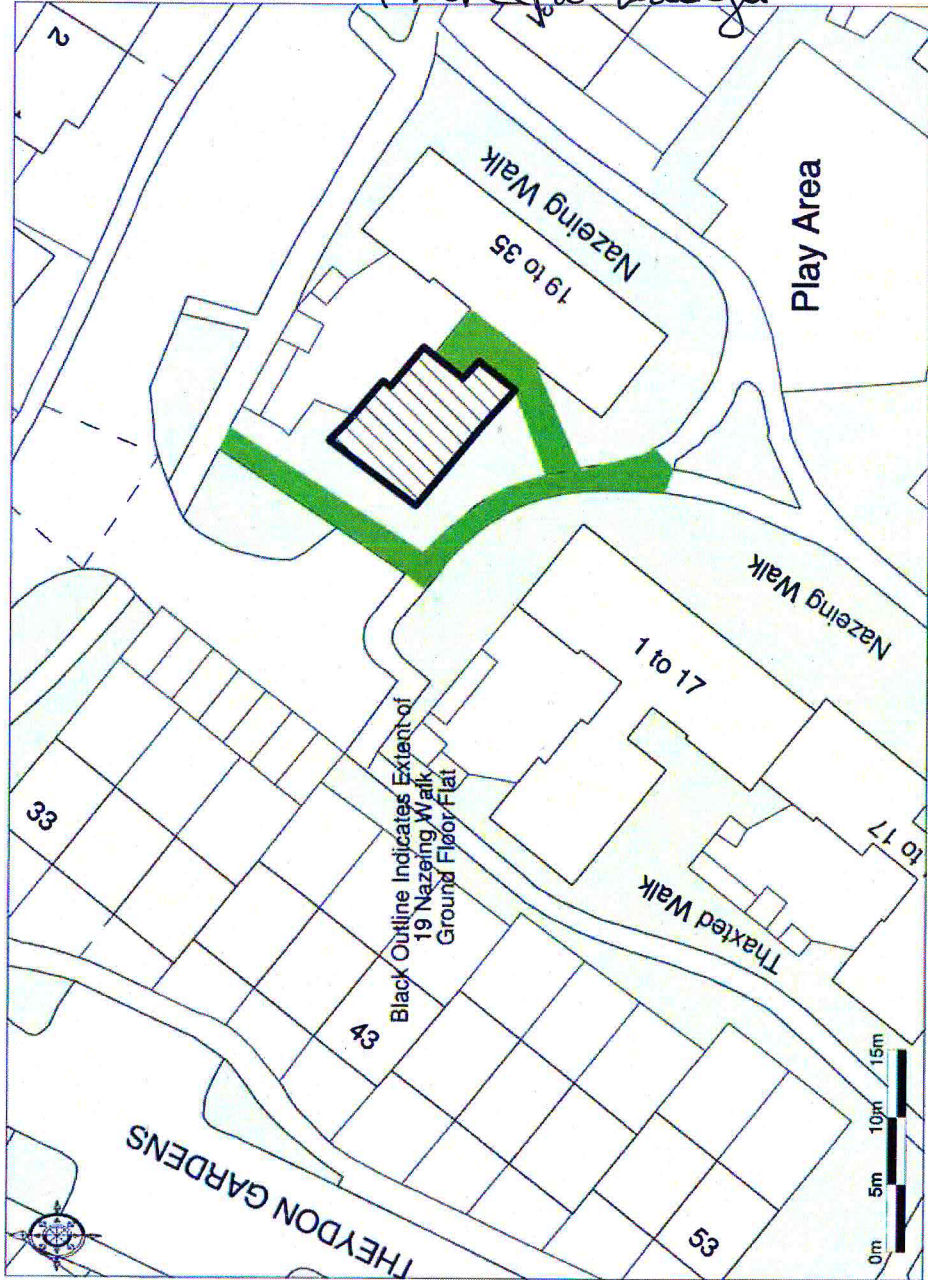 2
Nazeing Walk
19 to 35
Play Area
Nazeing Walk
1 to 17
33
Black Outline Indicates Extent of
19 Nazeing Walk
Ground Floor Flat
Thaxted Walk
to 17
43
THEYDON GARDENS
53
0m 5m 10m 15m